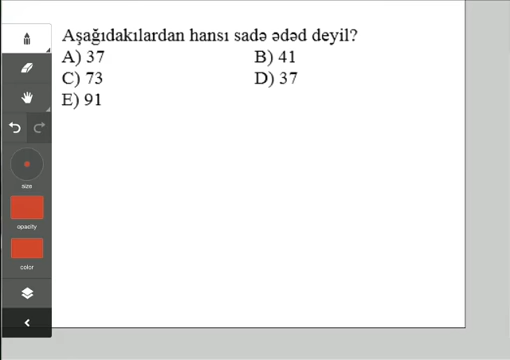 Aşağıdakılardan hansı sadə ədəd deyil?
A) 37 B) 41
C) 73 D) 37
E) 91
size
opacity
color